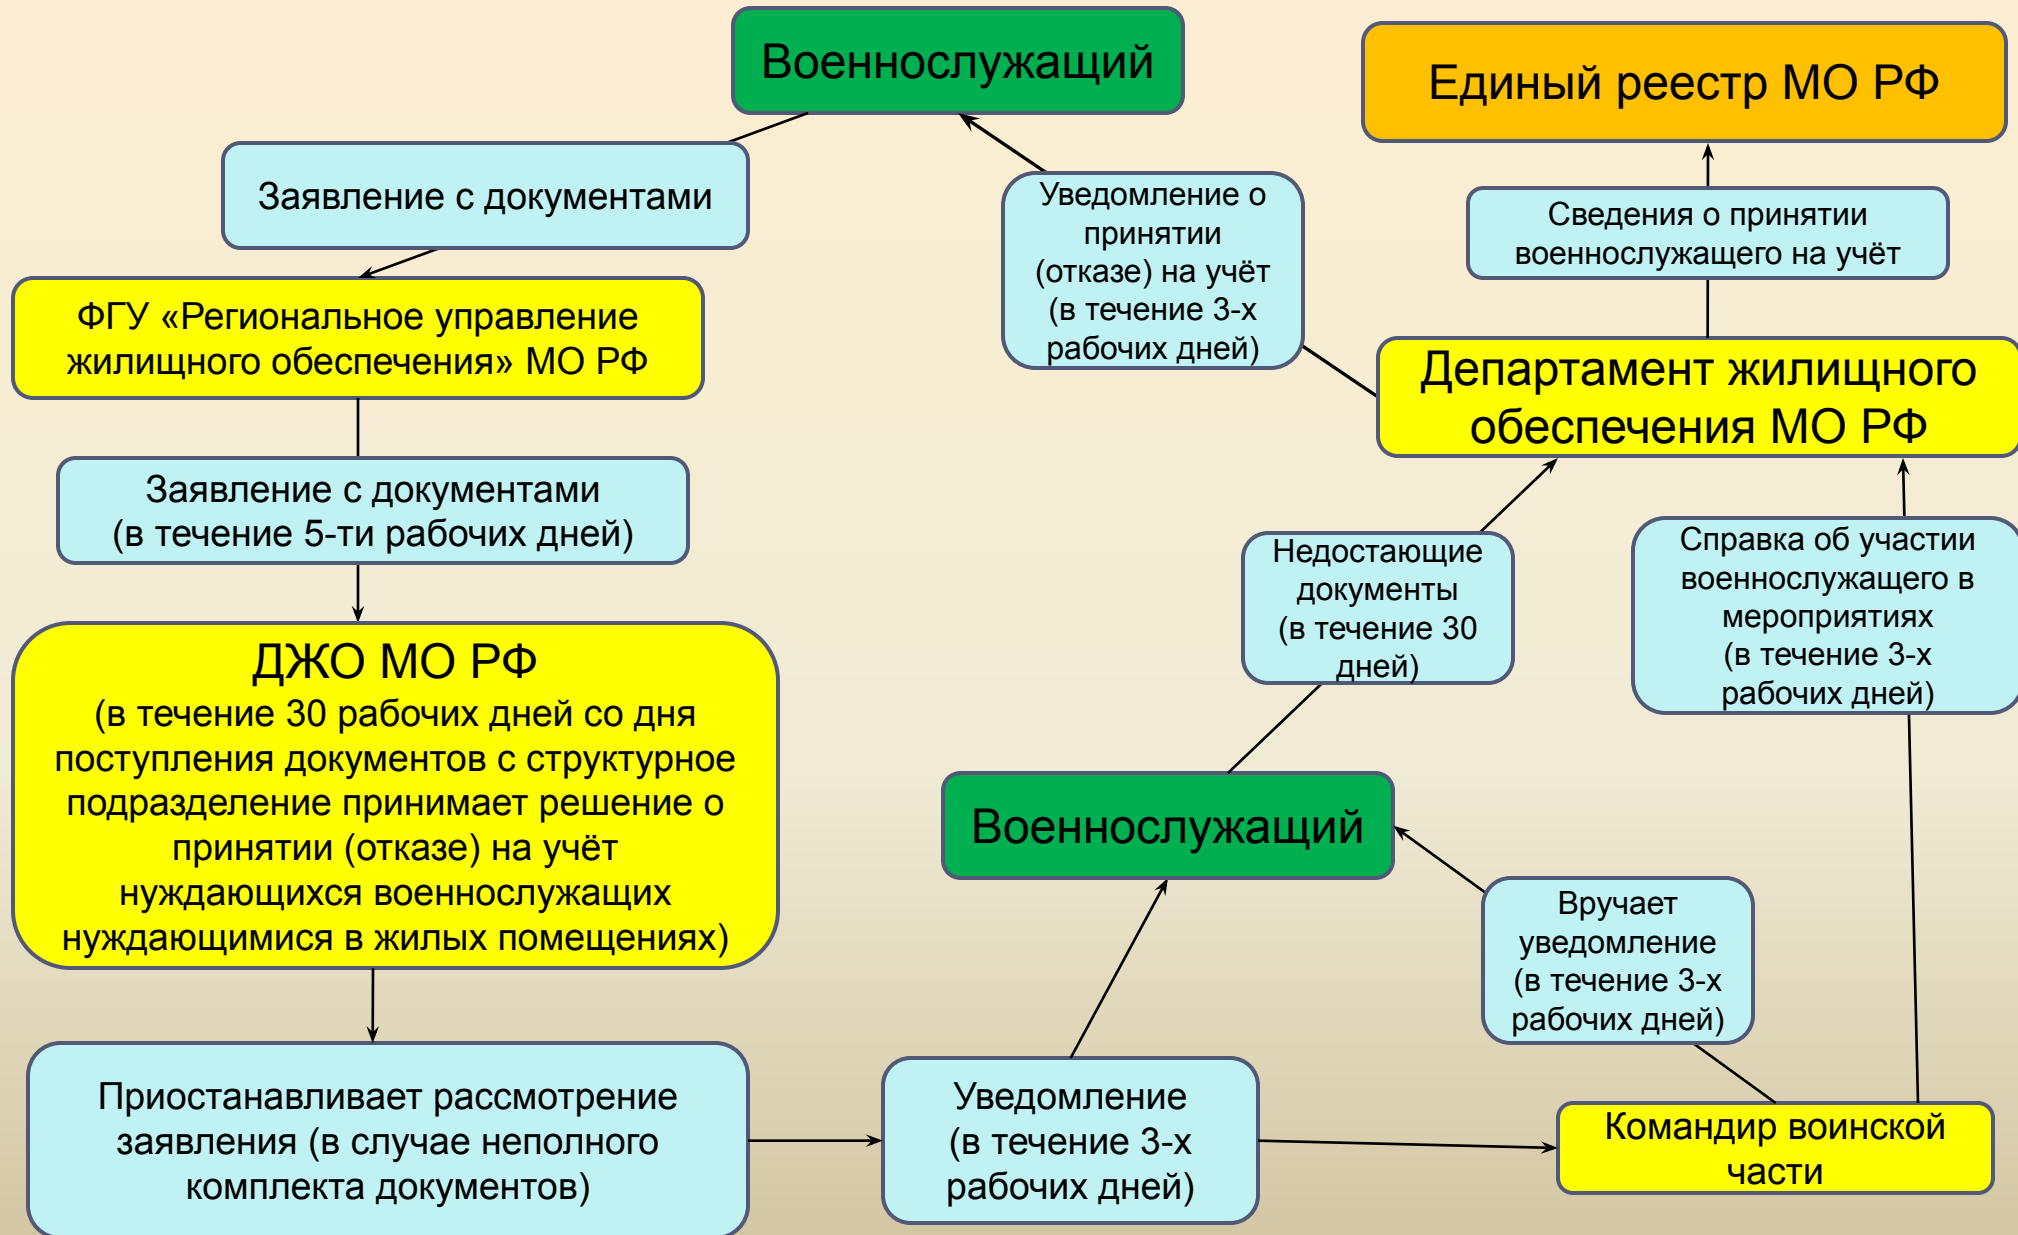 Военнослужащий
Единый реестр МО РФ
Заявление с документами
Уведомление о
принятии
(отказе) на учёт
(в течение 3-х
рабочих дней)
Сведения о принятии
военнослужащего на учёт
ФГУ «Региональное управление
жилищного обеспечения» МО РФ
Департамент жилищного
обеспечения МО РФ
Заявление с документами
(в течение 5-ти рабочих дней)
Недостающие
документы
(в течение 30
дней)
Справка об участии
военнослужащего в
мероприятиях
(в течение 3-х
рабочих дней)
ДЖО МО РФ
(в течение 30 рабочих дней со дня
поступления документов с структурное
подразделение принимает решение о
принятии (отказе) на учёт
нуждающихся военнослужащих
нуждающимися в жилых помещениях)
Военнослужащий
Вручает
уведомление
(в течение 3-х
рабочих дней)
Приостанавливает рассмотрение
заявления (в случае неполного
комплекта документов)
Уведомление
(в течение 3-х
рабочих дней)
Командир воинской
части